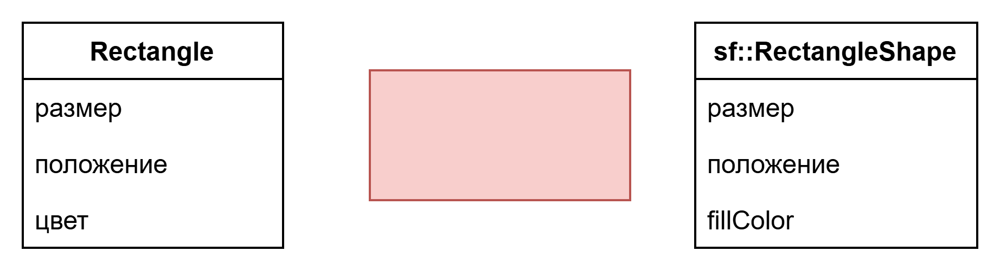 Rectangle
размер
положение
цвет
sf::RectangleShape
размер
положение
fillColor